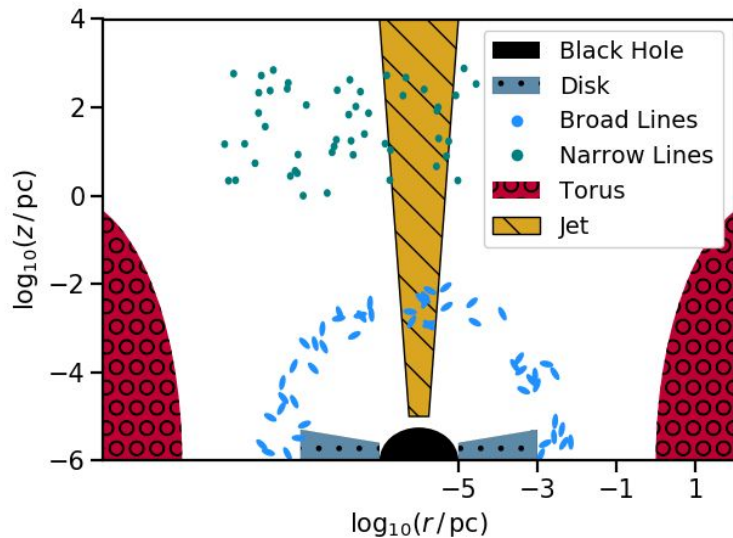 4
2
0
−2
−4
−6
log₁₀(z/pc)
Black Hole
Disk
Broad Lines
Narrow Lines
Torus
Jet
−5
−3
−1
1
log₁₀(r/pc)